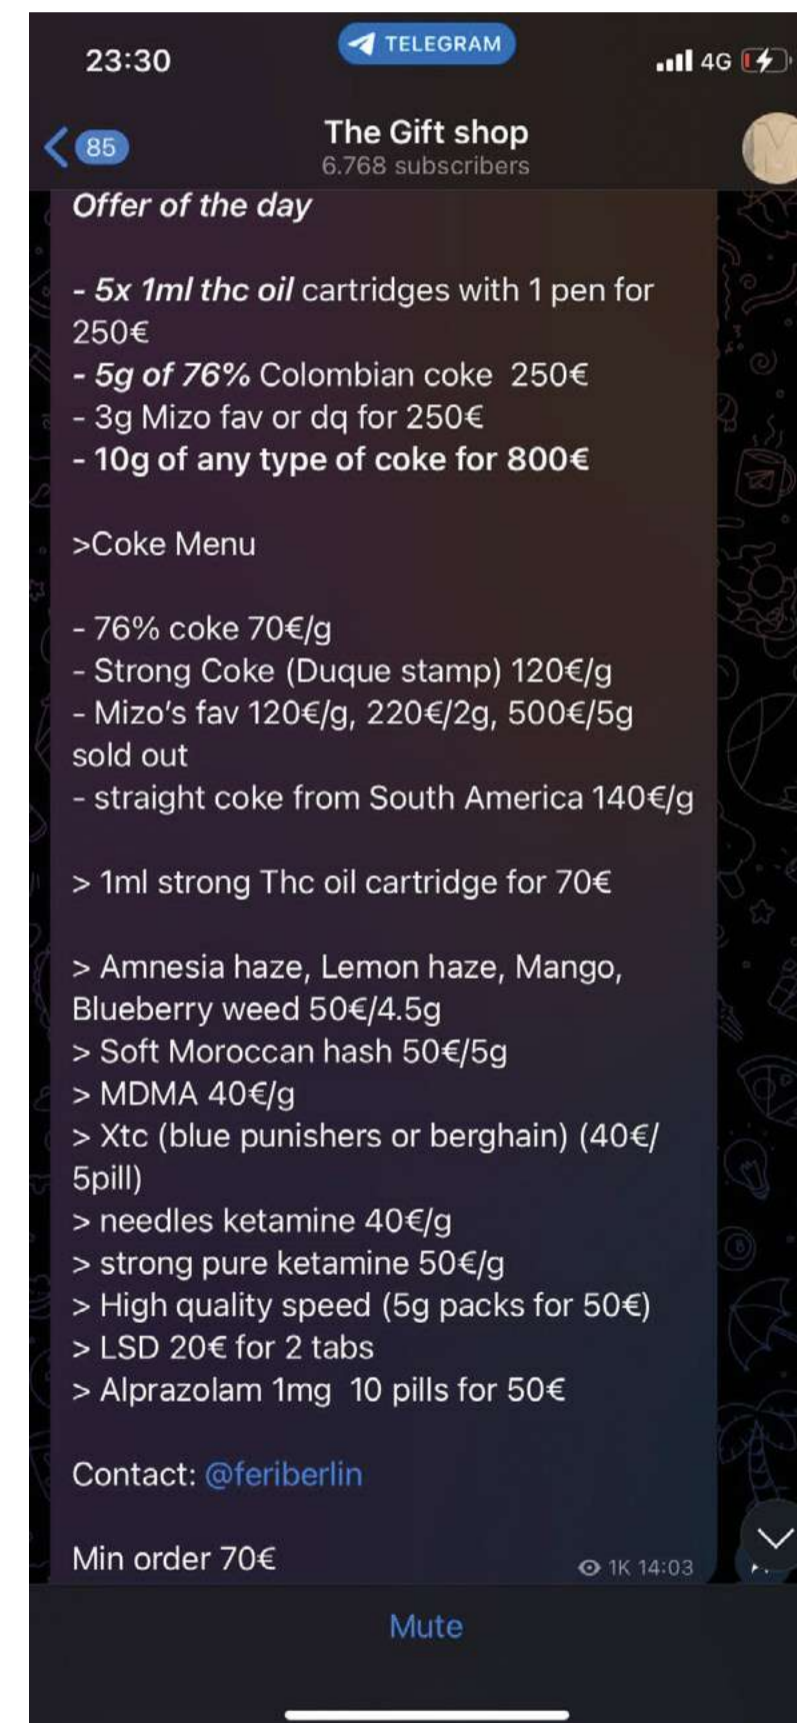 23:30
TELEGRAM
4G
85
The Gift shop
6.768 subscribers
Offer of the day
- 5x 1ml thc oil cartridges with 1 pen for
250€
- 5g of 76% Colombian coke  250€
- 3g Mizo fav or dq for 250€
- 10g of any type of coke for 800€
>Coke Menu
- 76% coke 70€/g
- Strong Coke (Duque stamp) 120€/g
- Mizo's fav 120€/g, 220€/2g, 500€/5g
sold out
- straight coke from South America 140€/g
> 1ml strong Thc oil cartridge for 70€
> Amnesia haze, Lemon haze, Mango,
Blueberry weed 50€/4.5g
> Soft Moroccan hash 50€/5g
> MDMA 40€/g
> Xtc (blue punishers or berghain) (40€/
5pill)
> needles ketamine 40€/g
> strong pure ketamine 50€/g
> High quality speed (5g packs for 50€)
> LSD 20€ for 2 tabs
> Alprazolam 1mg  10 pills for 50€
Contact: @feriberlin
Min order 70€
1K 14:03
Mute